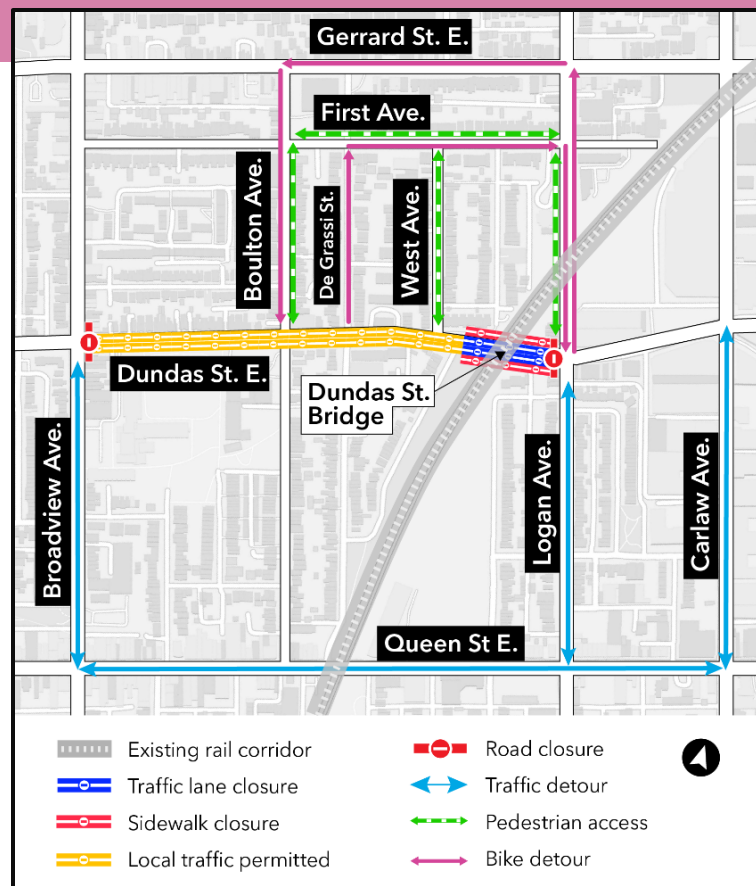 Gerrard St. E.
First Ave.
Boulton Ave.
De Grassi St.
West Ave.
Dundas St. E.
Dundas St.
Bridge
Broadview Ave.
Logan Ave.
Carlaw Ave.
Queen St E.
Existing rail corridor
Traffic lane closure
Sidewalk closure
Local traffic permitted
Road closure
Traffic detour
Pedestrian access
Bike detour